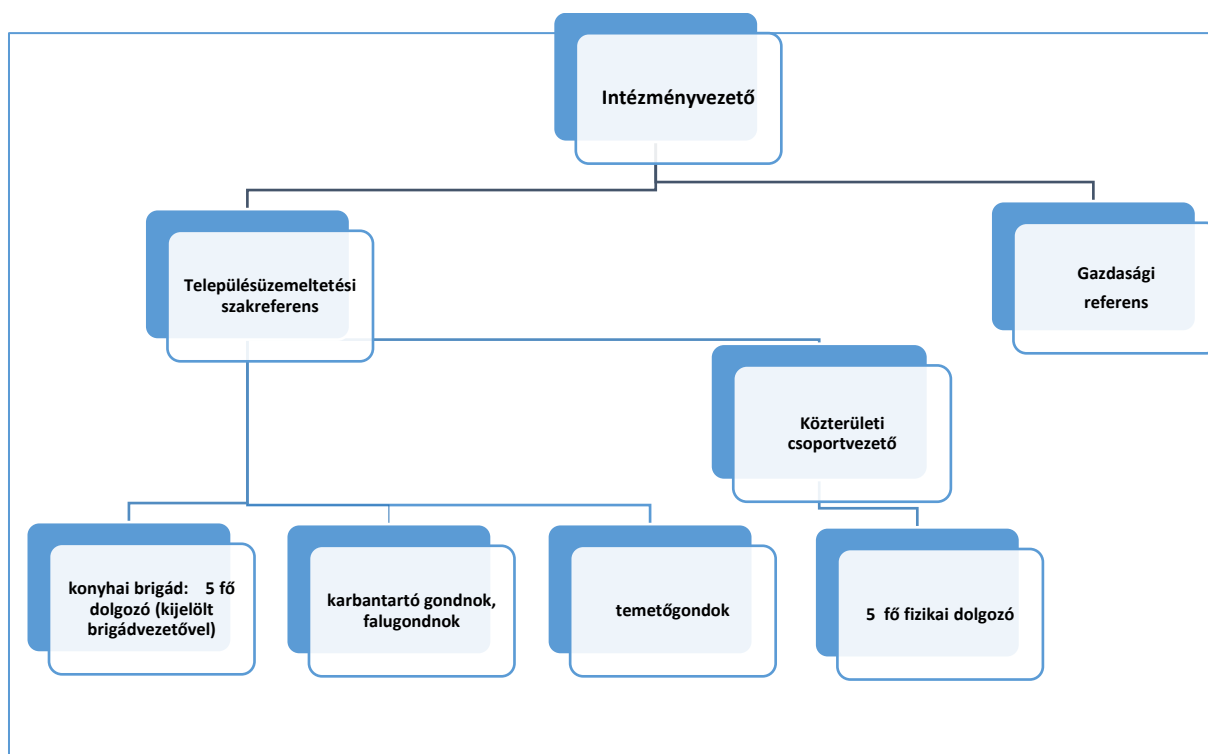 Intézményvezető
Településüzemeltetési
szakreferens
Gazdasági
referens
Közterületi
csoportvezető
konyhai brigád: 5 fő
dolgozó (kijelölt
brigádvezetővel)
karbantartó gondnok,
falugondnok
temetőgondok
5 fő fizikai dolgozó